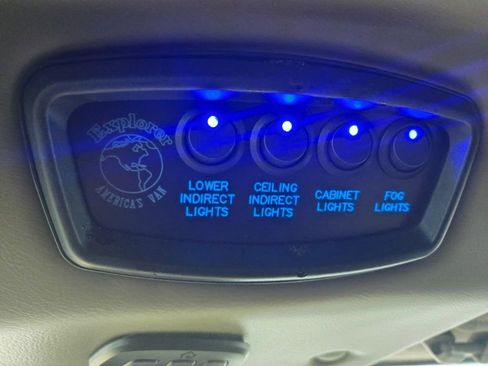 Explorer
AMERICA'S VAN
LOWER
INDIRECT
LIGHTS
CEILING
INDIRECT
LIGHTS
CABINET
LIGHTS
FOG
LIGHTS